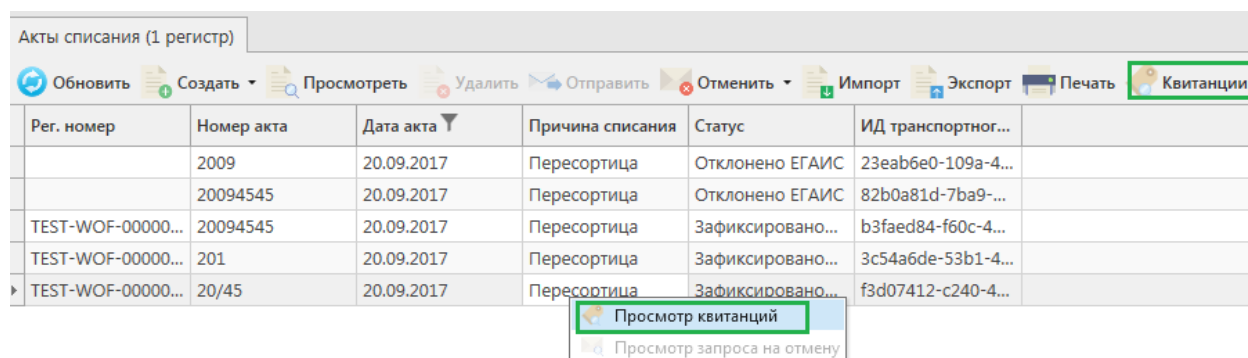 Акты списания (1 регистр)
Обновить Создать Просмотреть Удалить Отправить Отменить Импорт Экспорт Печать Квитанции
Рег. номер Номер акта Дата акта Причина списания Статус ИД транспортног...
2009 20.09.2017 Пересортица Отклонено ЕГАИС 23eab6e0-109a-4...
20094545 20.09.2017 Пересортица Отклонено ЕГАИС 82b0a81d-7ba9-...
TEST-WOF-00000... 20094545 20.09.2017 Пересортица Зафиксировано... b3faed84-f60c-4...
TEST-WOF-00000... 201 20.09.2017 Пересортица Зафиксировано... 3c54a6de-53b1-4...
TEST-WOF-00000... 20/45 20.09.2017 Пересортица Зафиксировано... f3d07412-c240-4...
Просмотр квитанций
Просмотр запроса на отмену